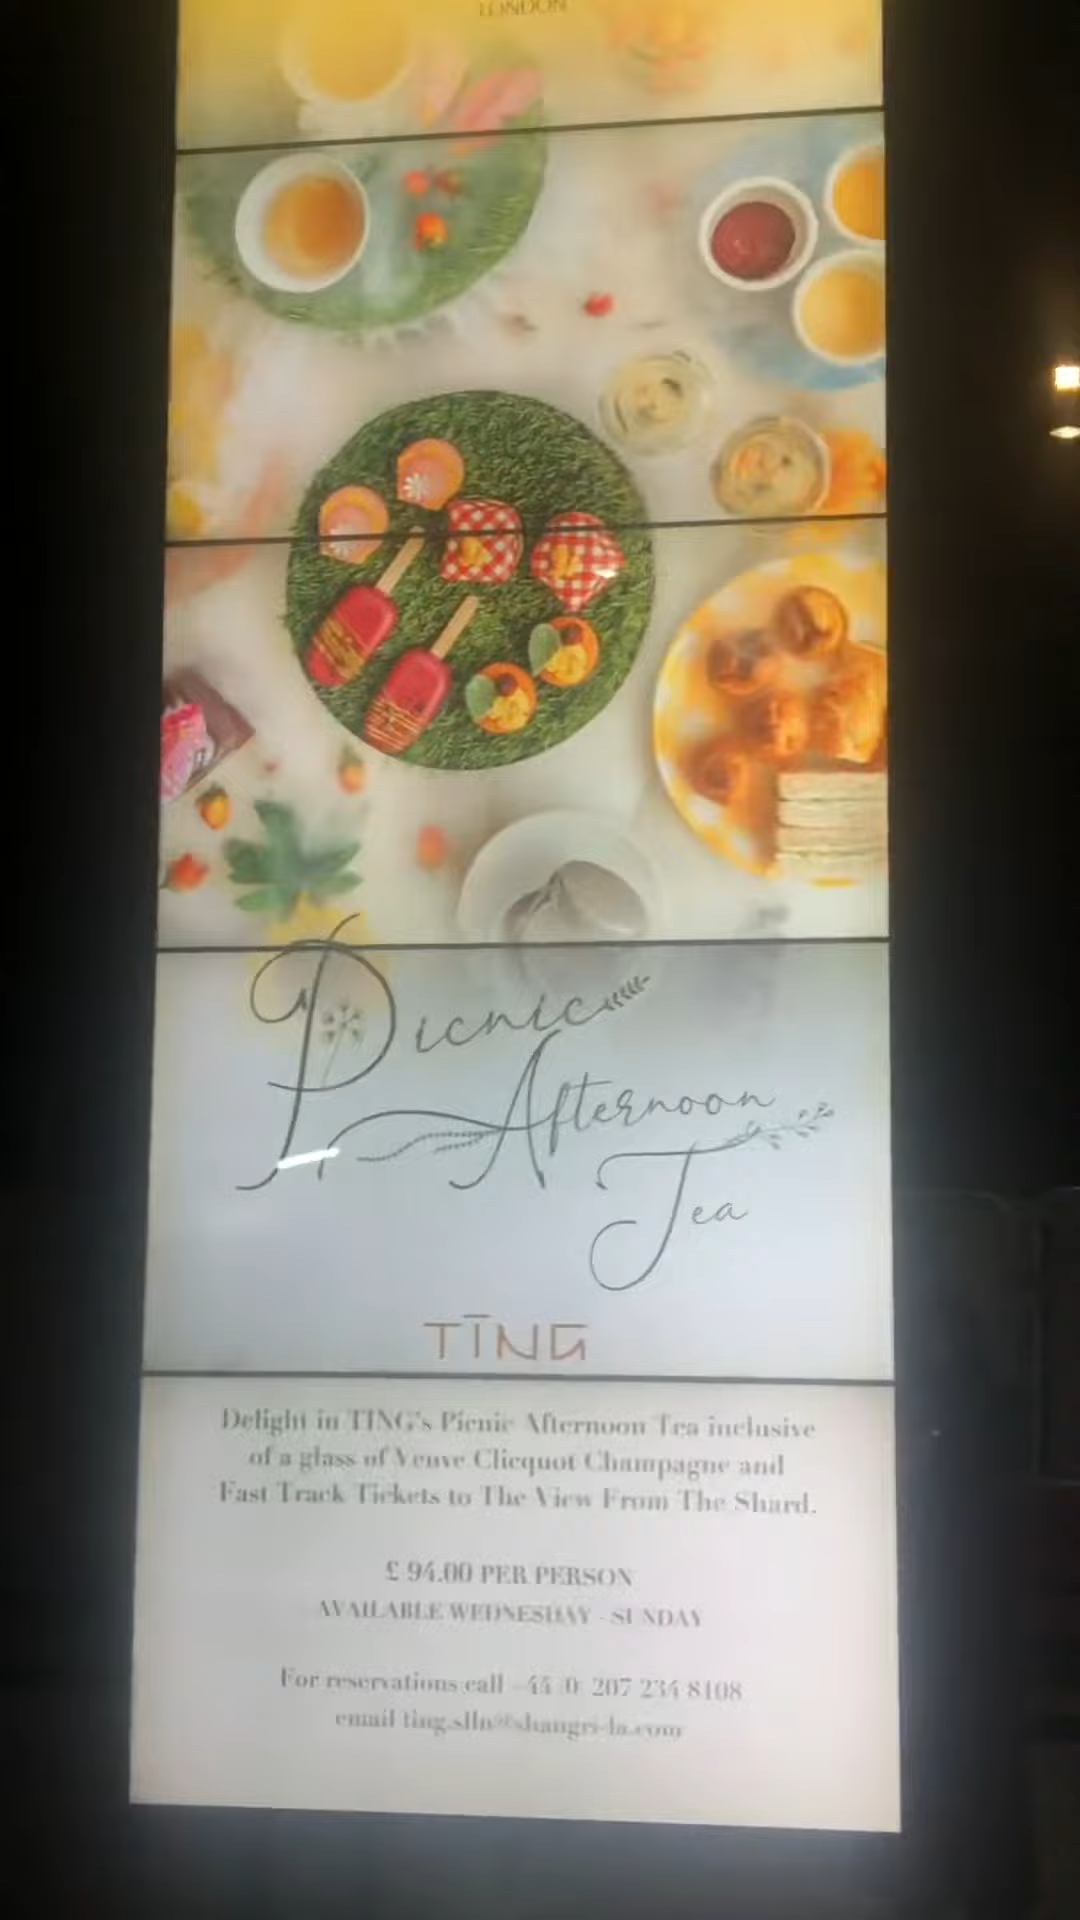 LONDON
Picnic
Afternoon
Tea
TĪNG
Delight in TĪNG's Picnic Afternoon Tea inclusive
of a glass of Veuve Clicquot Champagne and
Fast Track Tickets to The View From The Shard.
£ 94.00 PER PERSON
AVAILABLE WEDNESDAY - SUNDAY
For reservations call +44 (0) 207 234 8108
email ting.slln@shangri-la.com